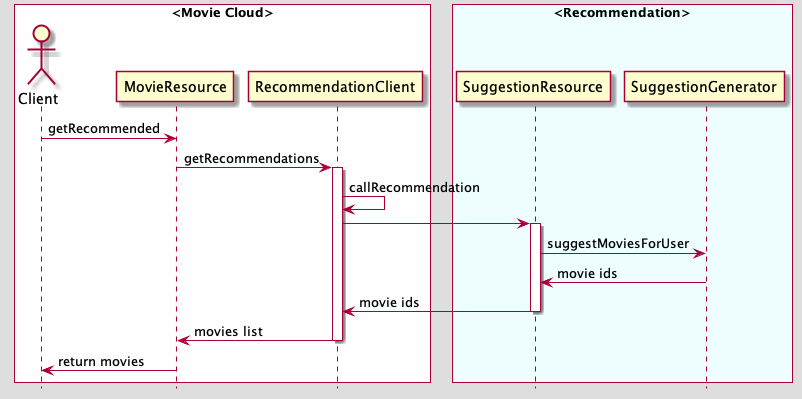 <Movie Cloud>
<Recommendation>
Client
MovieResource
RecommendationClient
SuggestionResource
SuggestionGenerator
getRecommended
getRecommendations
callRecommendation
suggestMoviesForUser
movie ids
movie ids
movies list
return movies